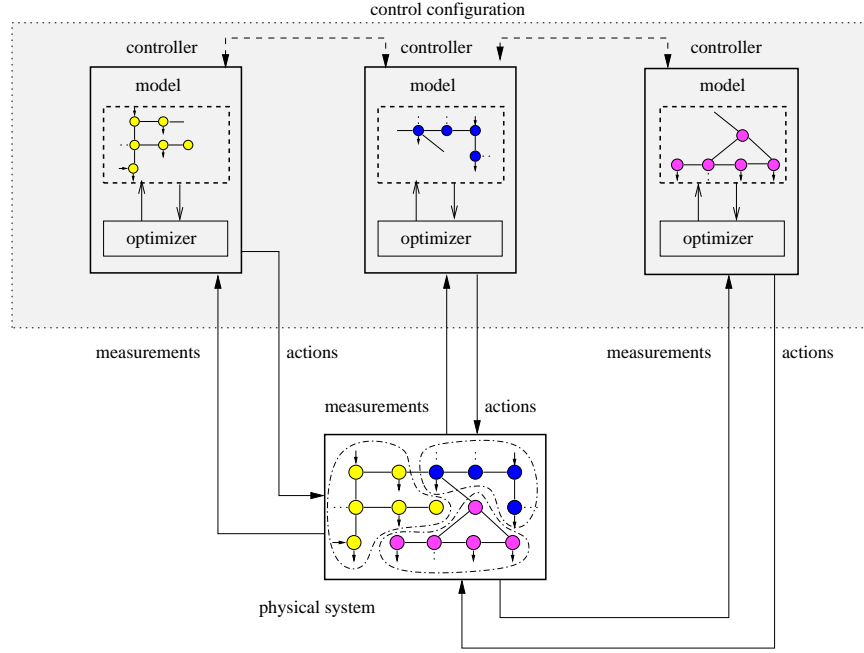 control configuration
controller
controller
controller
model
model
model
optimizer
optimizer
optimizer
measurements
actions
measurements
actions
measurements
actions
physical system